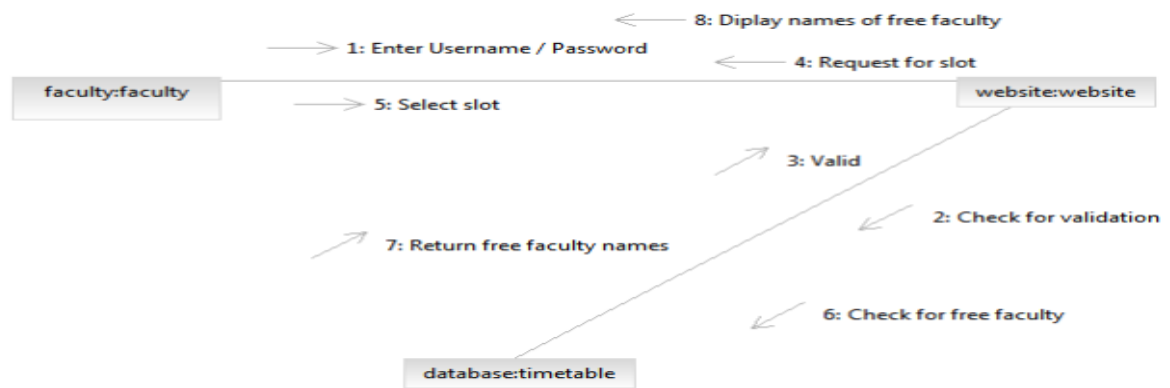 8: Diplay names of free faculty
1: Enter Username / Password
4: Request for slot
faculty:faculty
website:website
5: Select slot
3: Valid
2: Check for validation
7: Return free faculty names
6: Check for free faculty
database:timetable